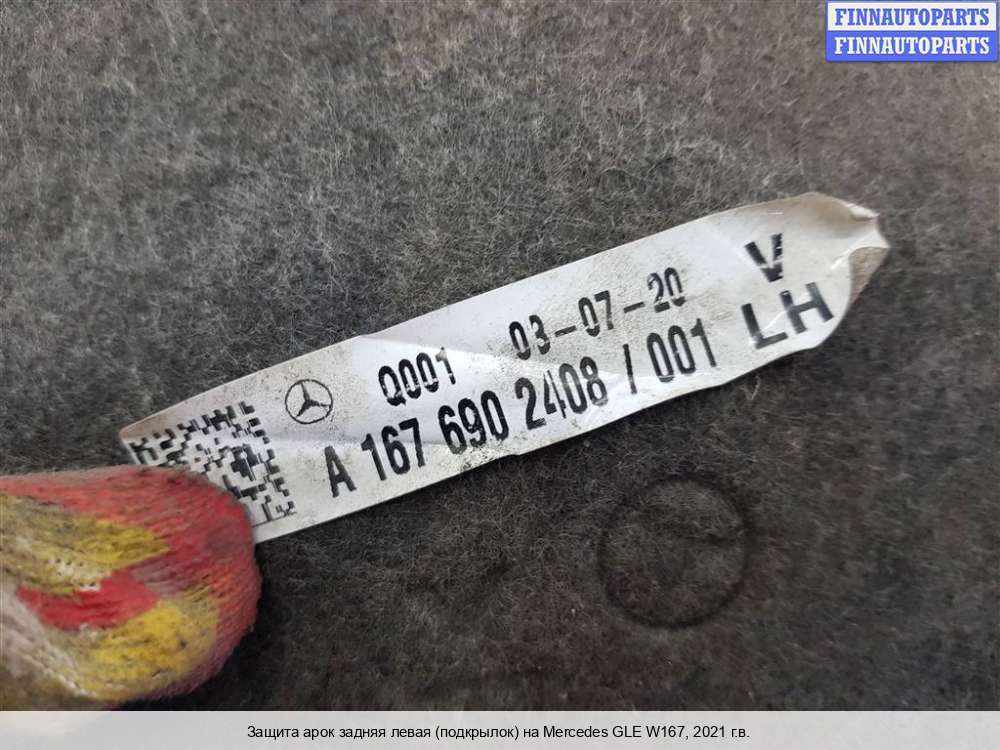 FINNAUTOPARTS
FINNAUTOPARTS
Q001 03-07-20 V
A 167 690 2408 / 001 LH
Защита арок задняя левая (подкрылок) на Mercedes GLE W167, 2021 г.в.